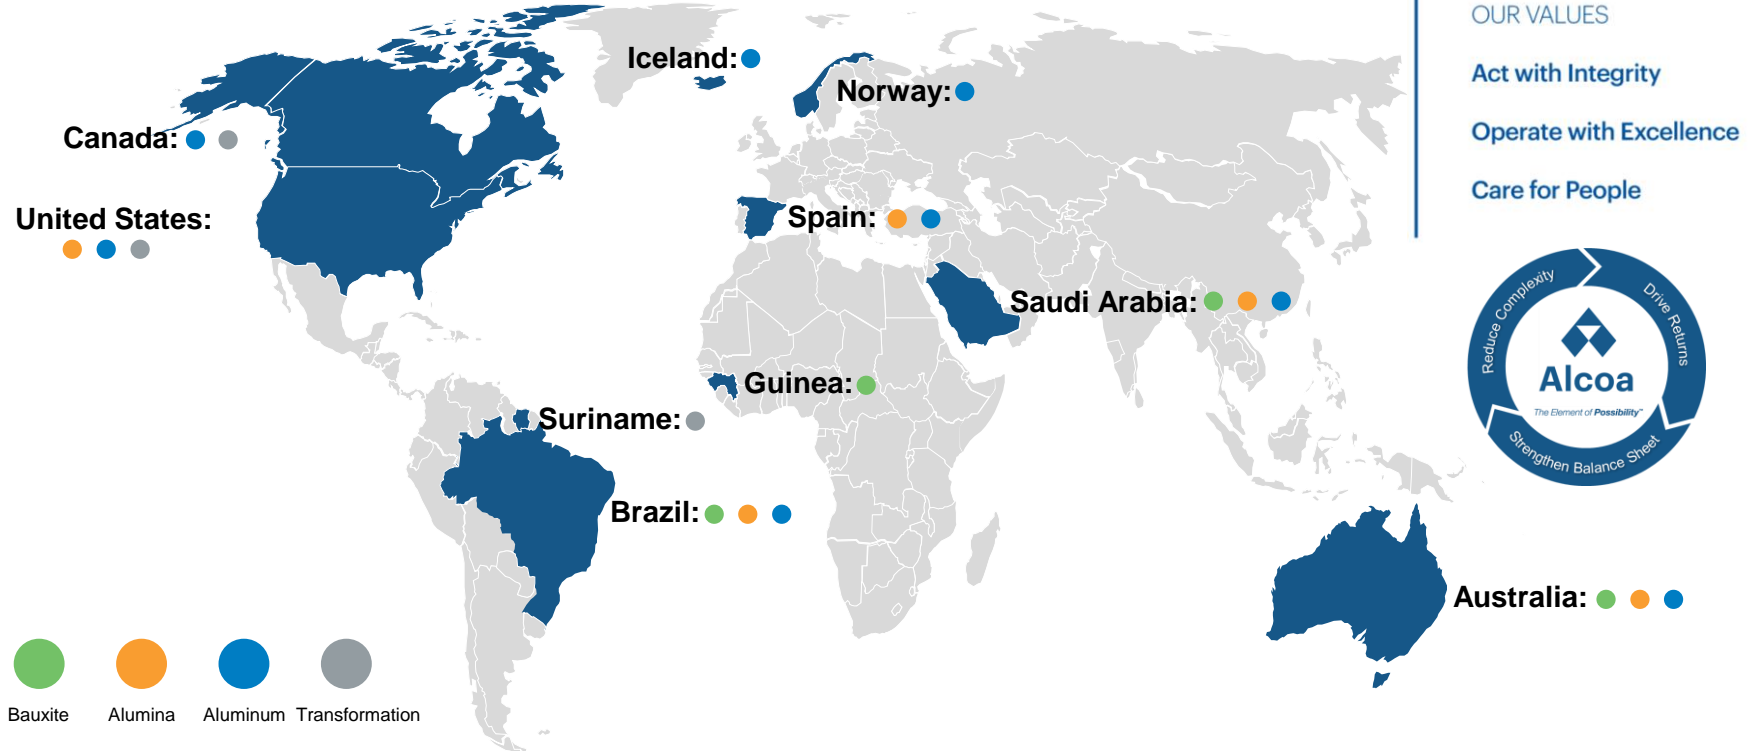 OUR VALUES
Act with Integrity
Operate with Excellence
Care for People
Iceland:
Norway:
Canada:
United States:
Spain:
Saudi Arabia:
Guinea:
Suriname:
Brazil:
Australia:
Reduce Complexity
Drive Returns
Strengthen Balance Sheet
Alcoa
The Element of Possibility™
Bauxite
Alumina
Aluminum
Transformation